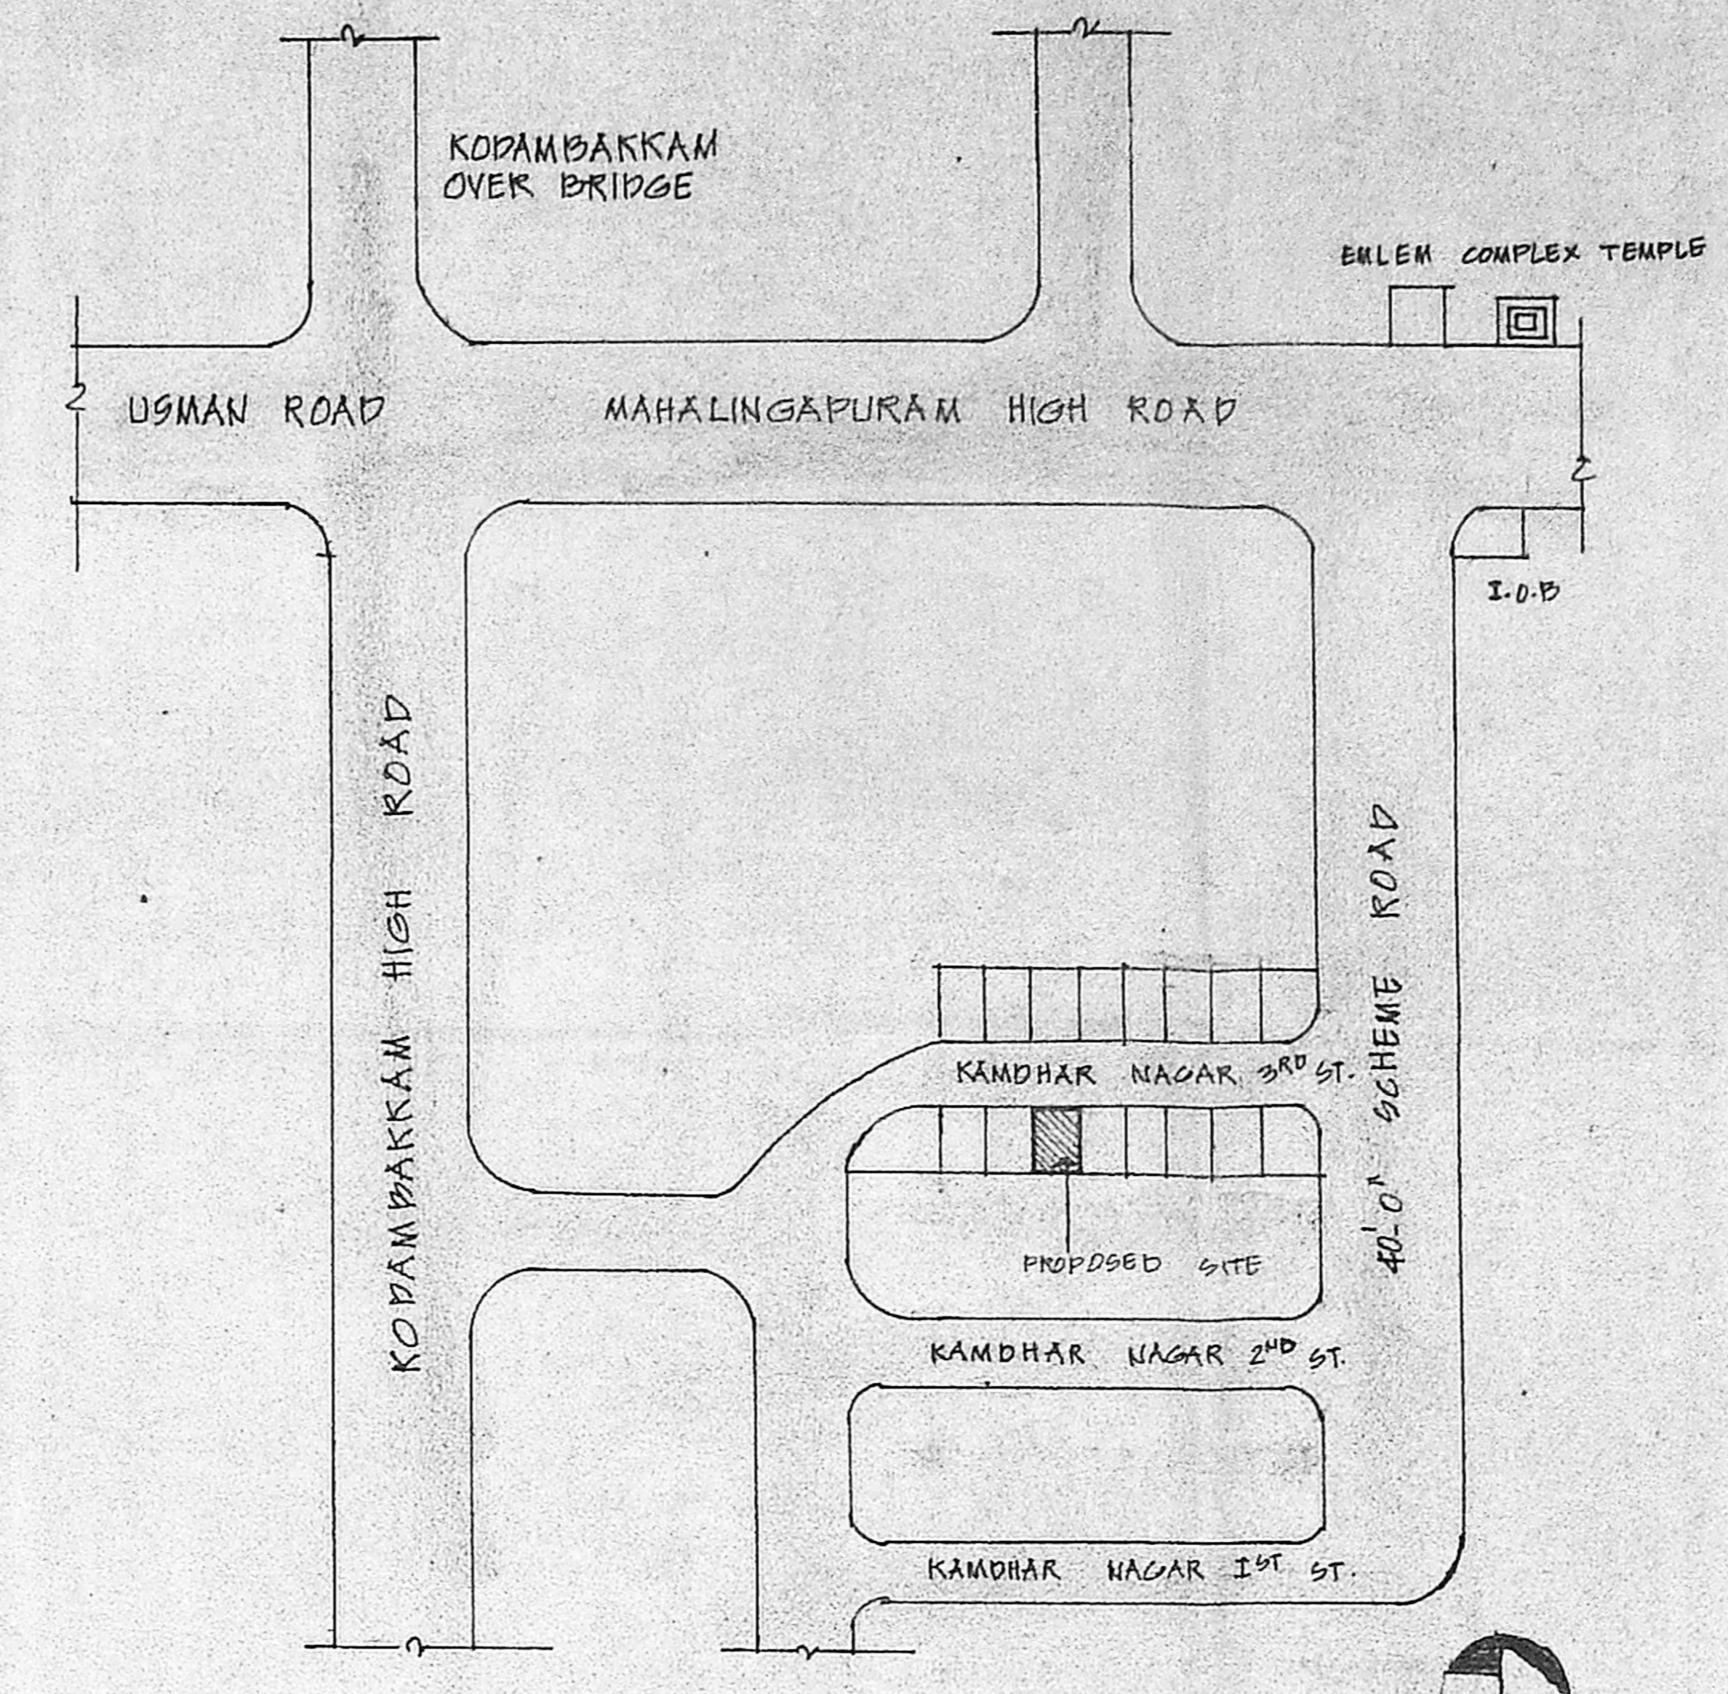 KODAMBAKKAM
OVER BRIDGE
EMLEM COMPLEX TEMPLE
USMAN ROAD
MAHALINGAPURAM HIGH ROAD
I.O.B
KODAMBAKKAM HIGH ROAD
40'-0" SCHEME ROAD
KAMDHAR NAGAR 3RD ST.
PROPOSED SITE
KAMDHAR NAGAR 2ND ST.
KAMDHAR NAGAR IST ST.